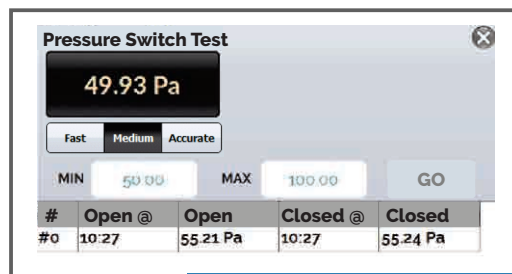 Pressure Switch Test
49.93 Pa
Fast Medium Accurate
MIN 50.00 MAX 100.00 GO
# Open @ Open Closed @ Closed
#0 10:27 55.21 Pa 10:27 55.24 Pa